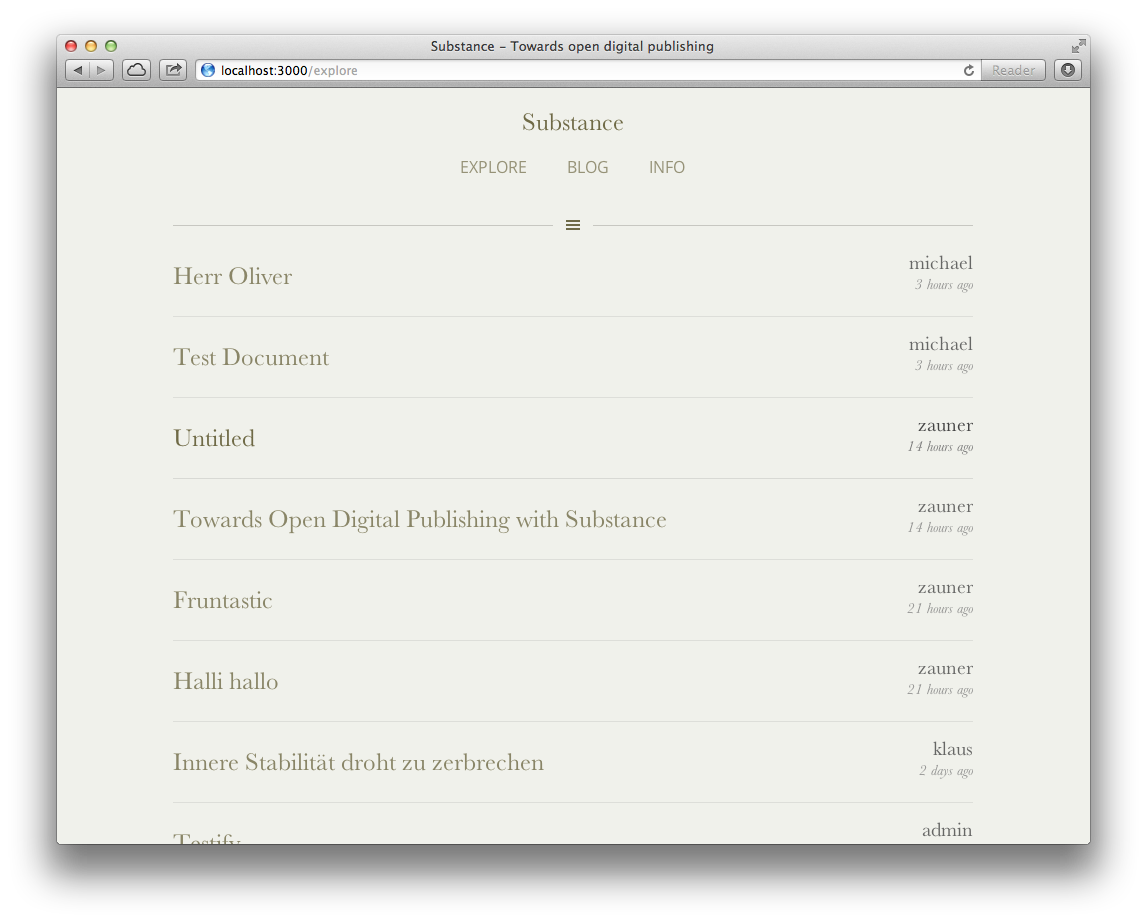 Substance – Towards open digital publishing
localhost:3000/explore
Reader
Substance
EXPLORE BLOG INFO
Herr Oliver
michael
3 hours ago
Test Document
michael
3 hours ago
Untitled
zauner
14 hours ago
Towards Open Digital Publishing with Substance
zauner
14 hours ago
Fruntastic
zauner
21 hours ago
Halli hallo
zauner
21 hours ago
Innere Stabilität droht zu zerbrechen
klaus
2 days ago
Testify
admin